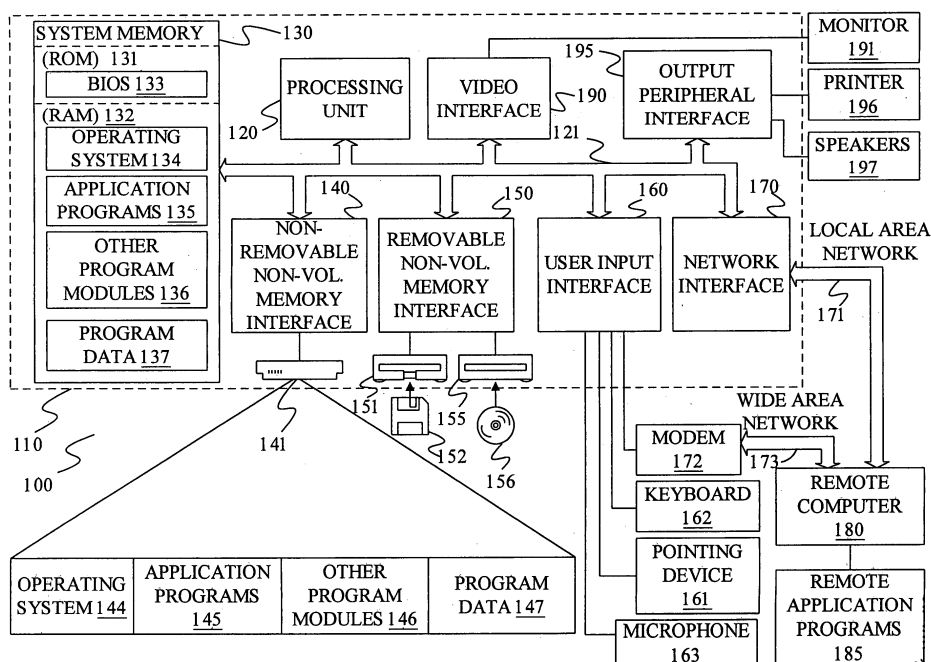 SYSTEM MEMORY
130
(ROM) 131
BIOS 133
(RAM) 132
OPERATING
SYSTEM 134
APPLICATION
PROGRAMS 135
OTHER
PROGRAM
MODULES 136
PROGRAM
DATA 137
PROCESSING
UNIT
120
VIDEO
INTERFACE
190
195
OUTPUT
PERIPHERAL
INTERFACE
121
MONITOR
191
PRINTER
196
SPEAKERS
197
140
NON-
REMOVABLE
NON-VOL.
MEMORY
INTERFACE
150
REMOVABLE
NON-VOL.
MEMORY
INTERFACE
160
USER INPUT
INTERFACE
170
NETWORK
INTERFACE
LOCAL AREA
NETWORK
171
110
100
141
151
152
155
156
WIDE AREA
NETWORK
173
MODEM
172
KEYBOARD
162
POINTING
DEVICE
161
MICROPHONE
163
REMOTE
COMPUTER
180
REMOTE
APPLICATION
PROGRAMS
185
OPERATING
SYSTEM 144
APPLICATION
PROGRAMS
145
OTHER
PROGRAM
MODULES 146
PROGRAM
DATA 147